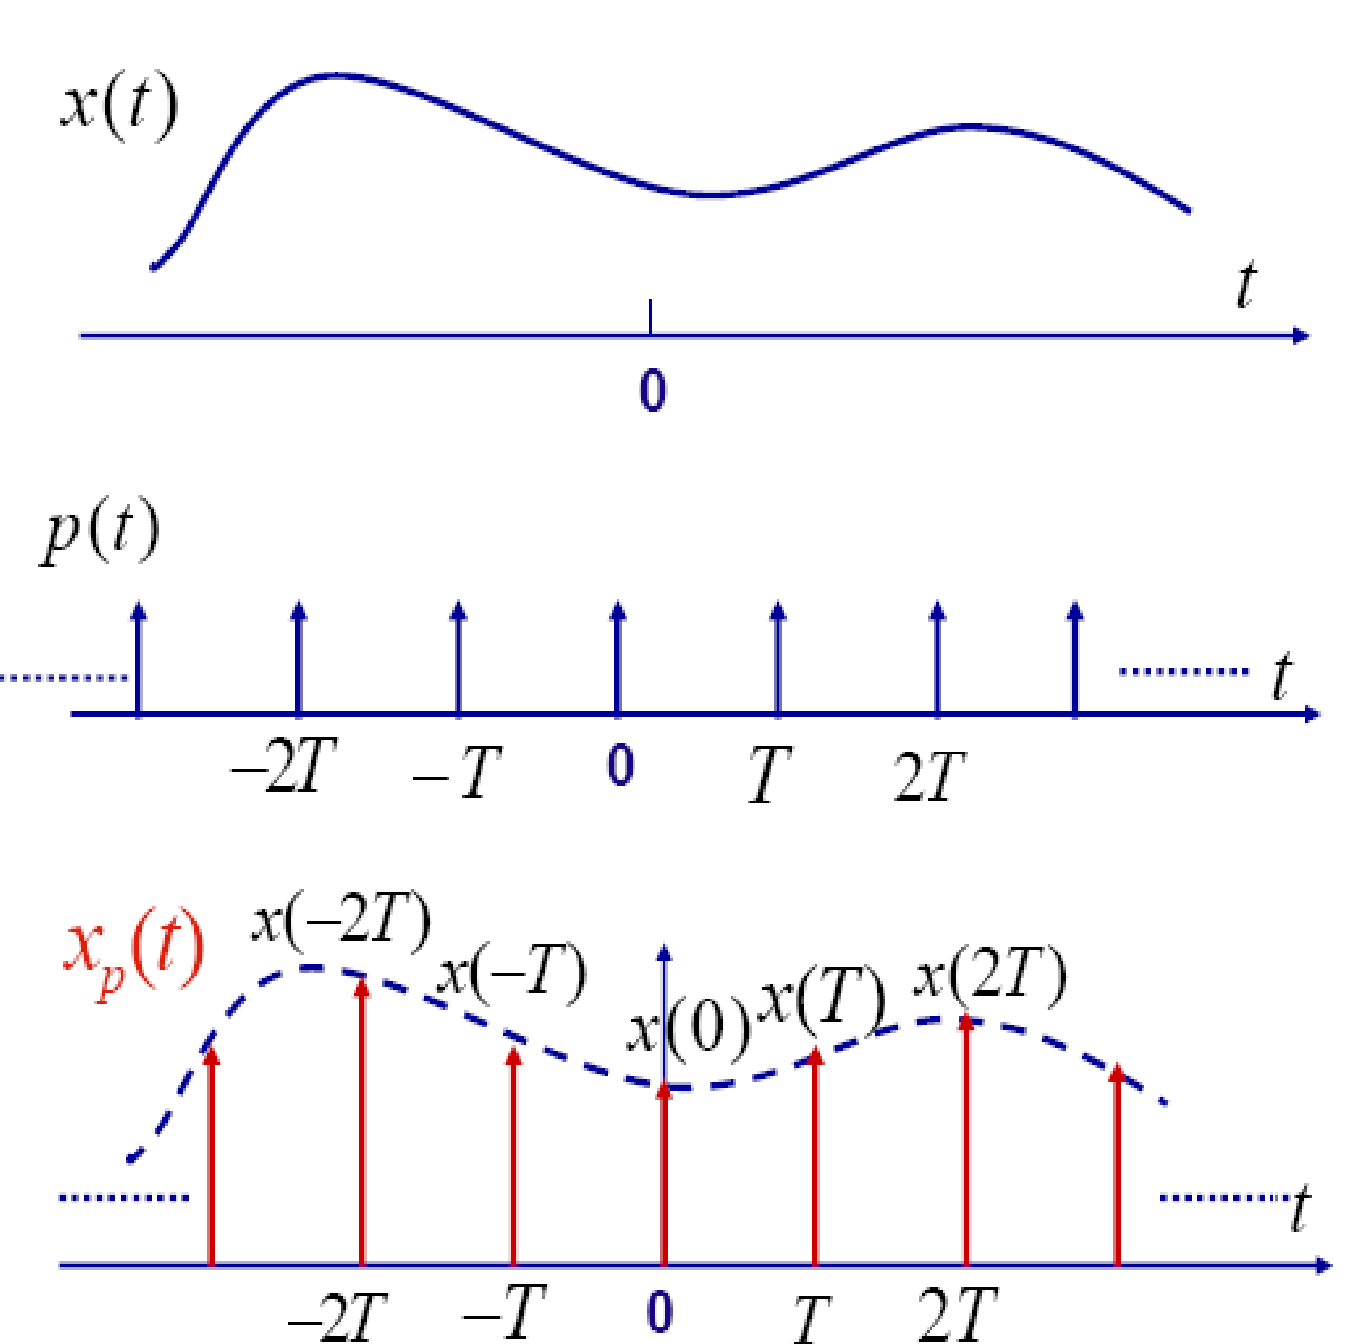 x(t)
t
0
p(t)
t
–2T –T 0 T 2T
x(–2T)
xₚ(t) x(–T) x(0) x(T) x(2T)
t
–2T –T 0 T 2T